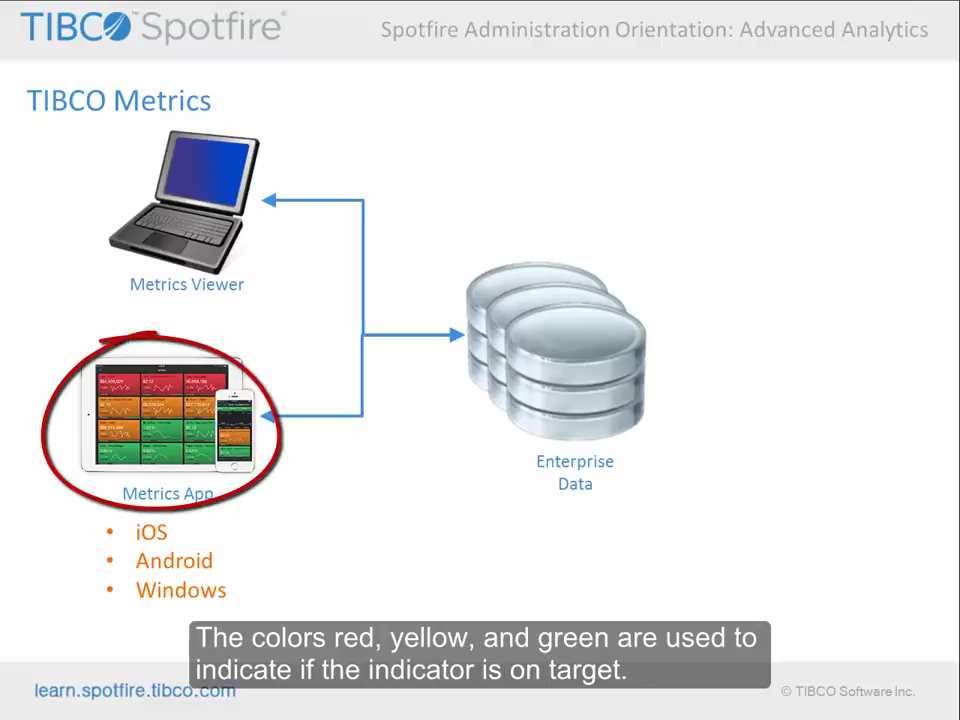 TIBCO Spotfire®
Spotfire Administration Orientation: Advanced Analytics
TIBCO Metrics
Metrics Viewer
Metrics App
• iOS
• Android
• Windows
Enterprise
Data
The colors red, yellow, and green are used to
indicate if the indicator is on target.
learn.spotfire.tibco.com
© TIBCO Software Inc.